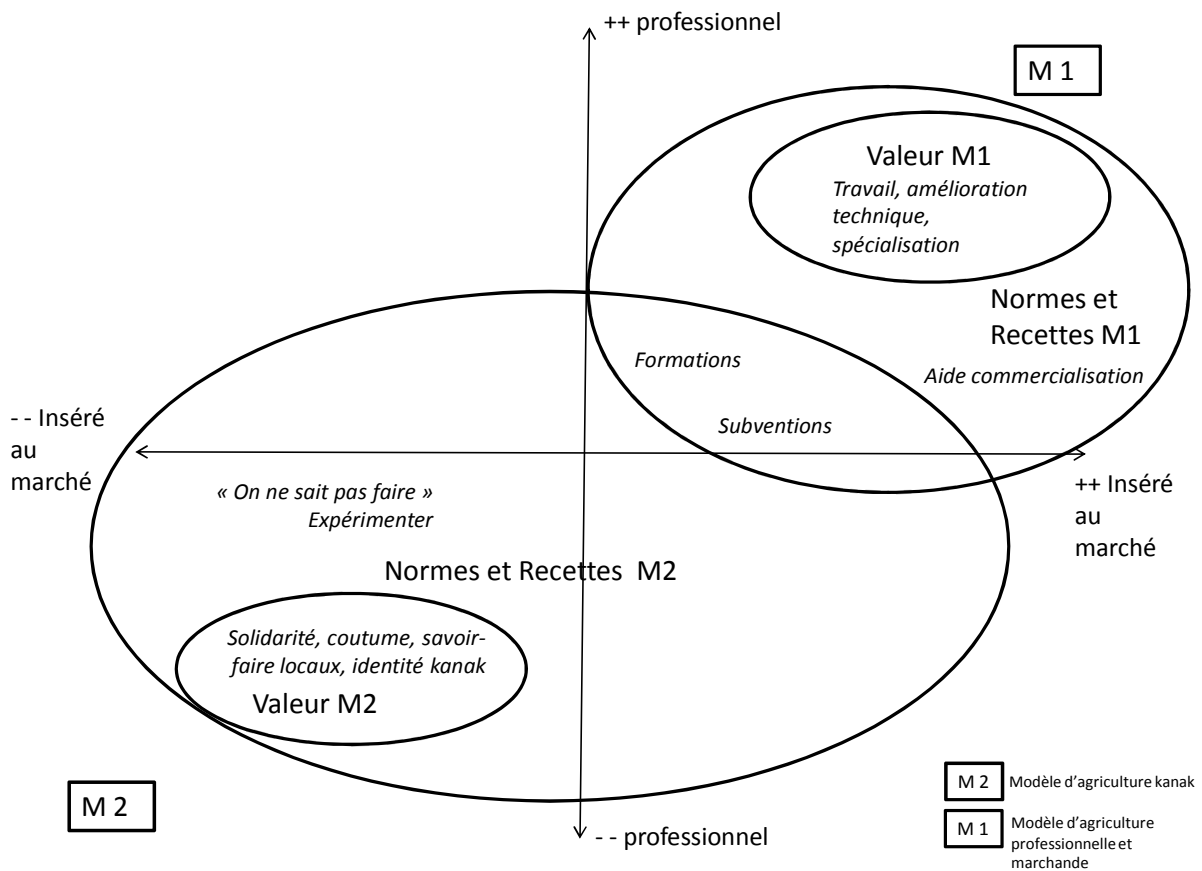 ++ professionnel
M 1
Valeur M1
Travail, amélioration
technique,
spécialisation
Normes et
Recettes M1
Formations
Aide commercialisation
Subventions
- - Inséré
au
marché
++ Inséré
au
marché
« On ne sait pas faire »
Expérimenter
Normes et Recettes M2
Solidarité, coutume, savoir-
faire locaux, identité kanak
Valeur M2
M 2
- - professionnel
M 2 Modèle d'agriculture kanak
M 1 Modèle d'agriculture
professionnelle et
marchande